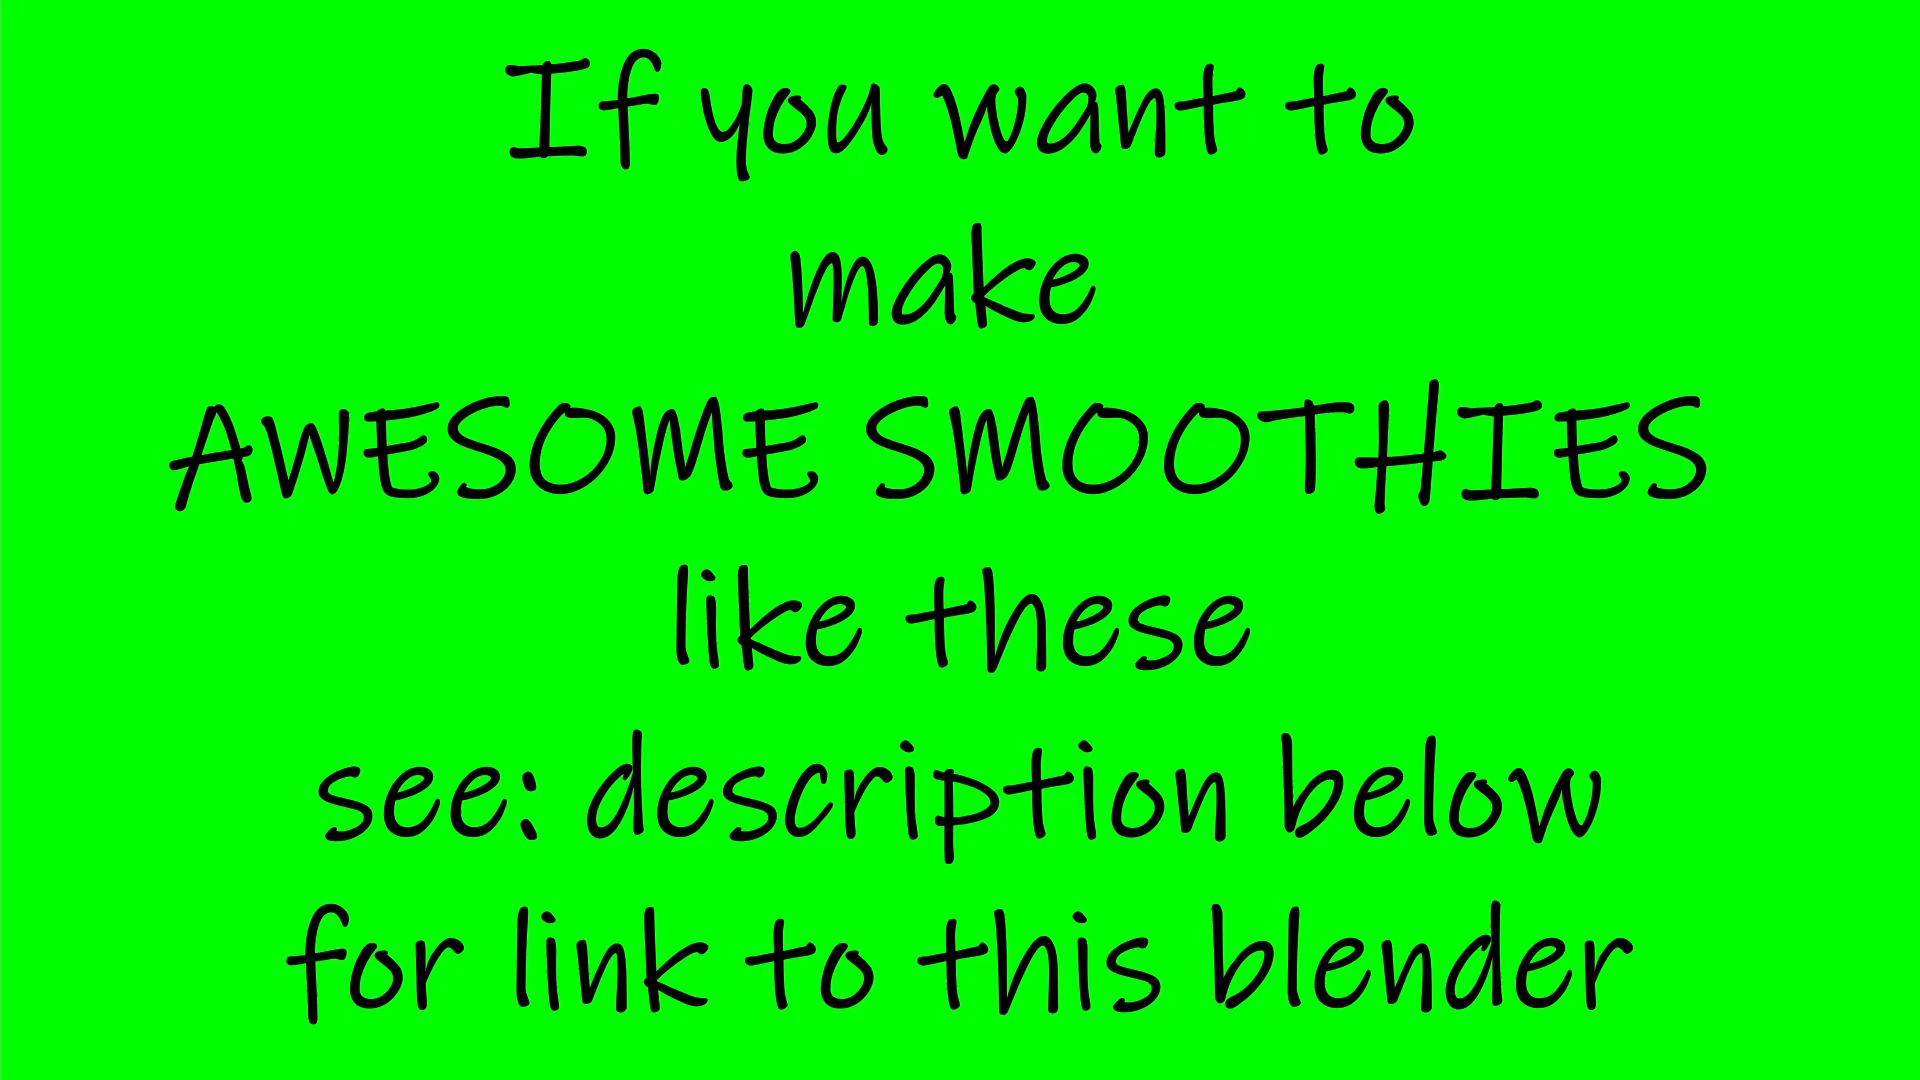 If you want to
make
AWESOME SMOOTHIES
like these
see: description below
for link to this blender